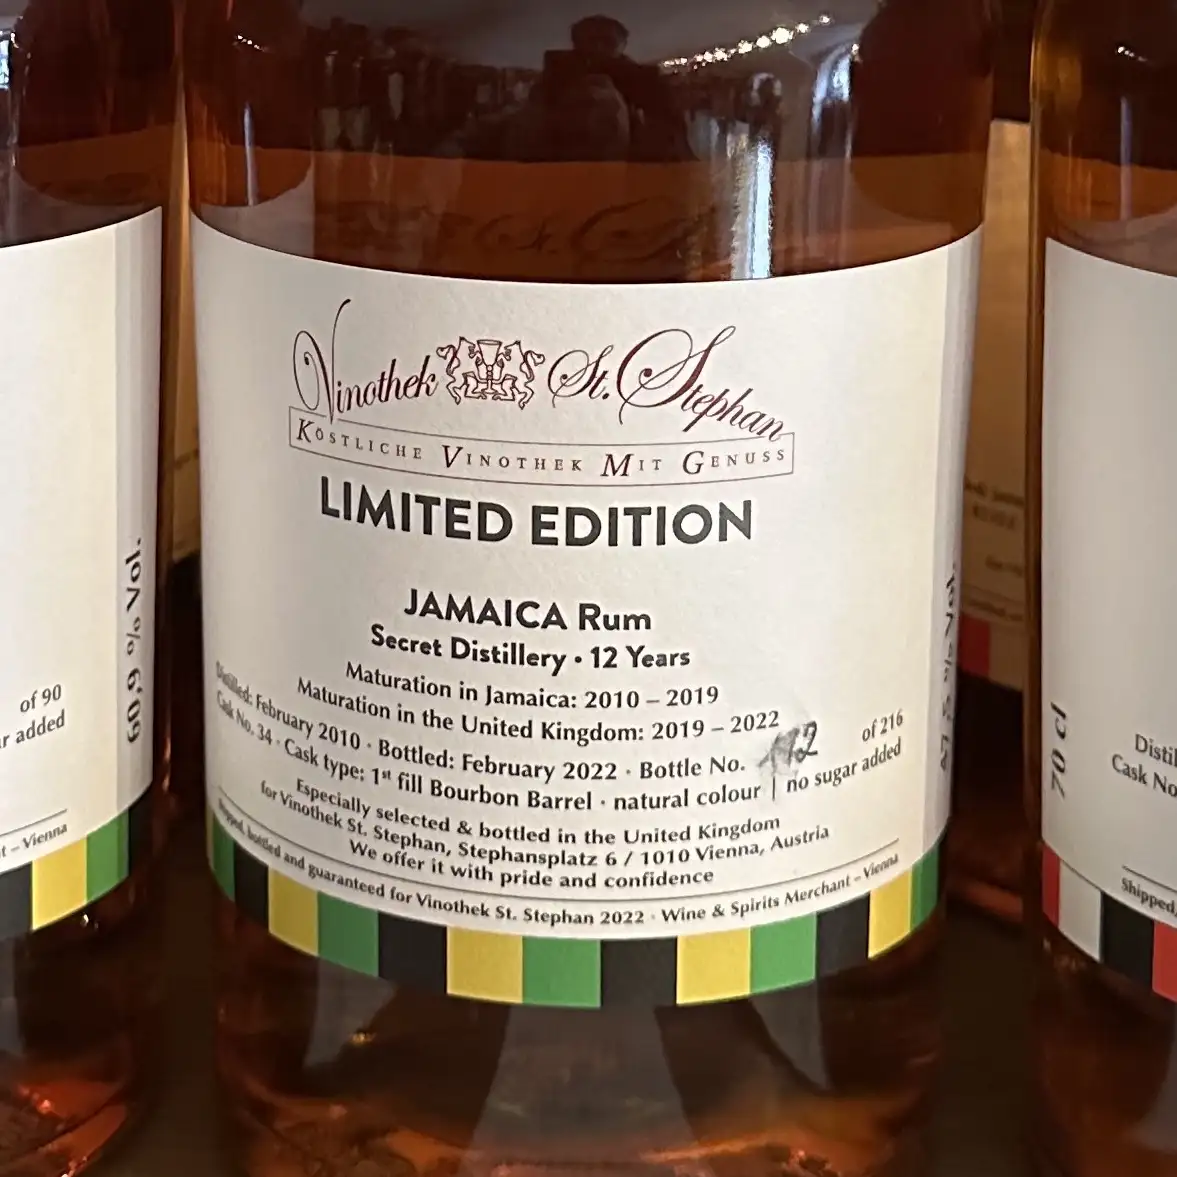 Vinothek St. Stephan
KÖSTLICHE VINOTHEK MIT GENUSS
LIMITED EDITION
JAMAICA Rum
Secret Distillery • 12 Years
Maturation in Jamaica: 2010 – 2019
Maturation in the United Kingdom: 2019 – 2022
Distilled: February 2010 · Bottled: February 2022 · Bottle No. of 216
Cask No. 34 · Cask type: 1st fill Bourbon Barrel · natural colour | no sugar added
Especially selected & bottled in the United Kingdom
for Vinothek St. Stephan, Stephansplatz 6 / 1010 Vienna, Austria
We offer it with pride and confidence
Shipped, bottled and guaranteed for Vinothek St. Stephan 2022 · Wine & Spirits Merchant – Vienna
% Vol.
60,9 % Vol.
of 90
added
– Vienna
70 cl
Cask No
Shipped,